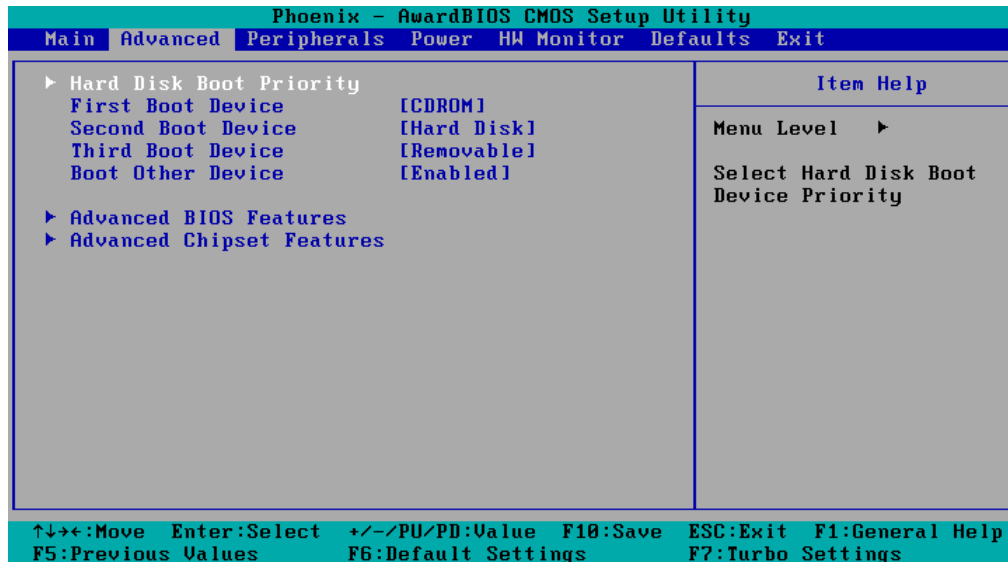 Phoenix - AwardBIOS CMOS Setup Utility
Main Advanced Peripherals Power HW Monitor Defaults Exit
▶ Hard Disk Boot Priority
First Boot Device [CDROM]
Second Boot Device [Hard Disk]
Third Boot Device [Removable]
Boot Other Device [Enabled]
▶ Advanced BIOS Features
▶ Advanced Chipset Features
Item Help
Menu Level ▶
Select Hard Disk Boot
Device Priority
↑↓→←:Move Enter:Select +/-/PU/PD:Value F10:Save ESC:Exit F1:General Help
F5:Previous Values F6:Default Settings F7:Turbo Settings